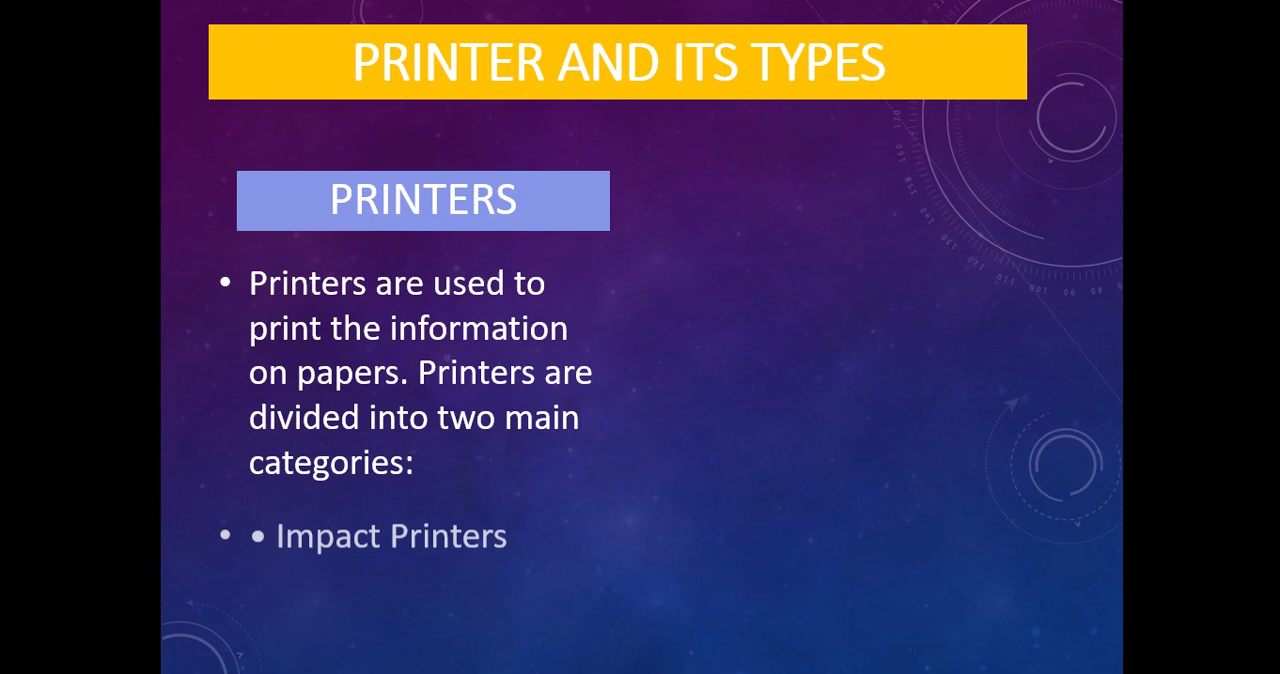 PRINTER AND ITS TYPES
PRINTERS
• Printers are used to
print the information
on papers. Printers are
divided into two main
categories:
• • Impact Printers